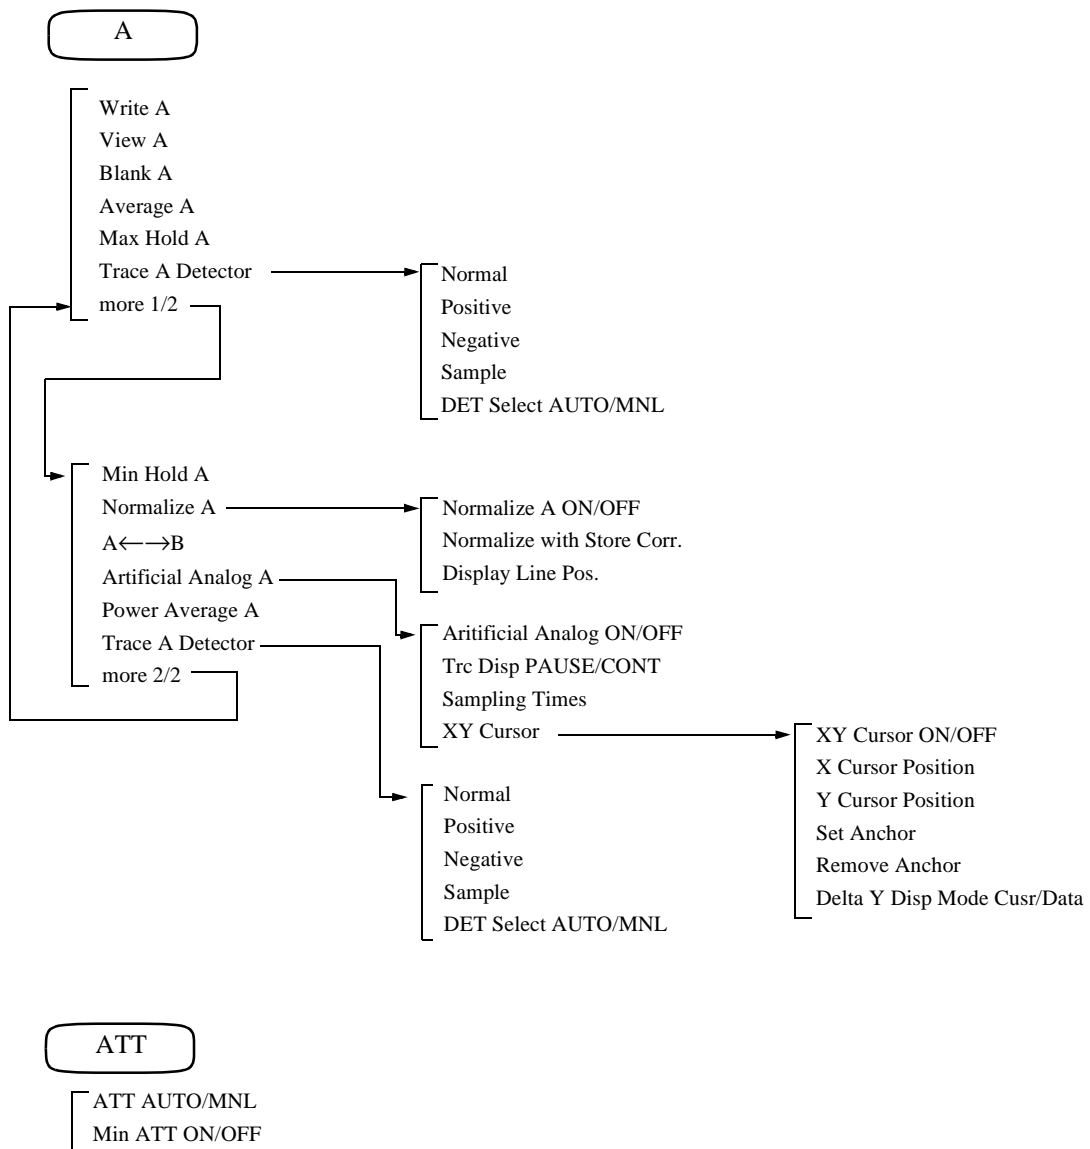 A
Write A
View A
Blank A
Average A
Max Hold A
Trace A Detector
more 1/2
Normal
Positive
Negative
Sample
DET Select AUTO/MNL
Min Hold A
Normalize A
A←→B
Artificial Analog A
Power Average A
Trace A Detector
more 2/2
Normalize A ON/OFF
Normalize with Store Corr.
Display Line Pos.
Aritificial Analog ON/OFF
Trc Disp PAUSE/CONT
Sampling Times
XY Cursor
XY Cursor ON/OFF
X Cursor Position
Y Cursor Position
Set Anchor
Remove Anchor
Delta Y Disp Mode Cusr/Data
Normal
Positive
Negative
Sample
DET Select AUTO/MNL
ATT
ATT AUTO/MNL
Min ATT ON/OFF